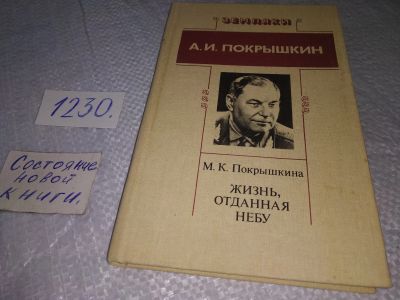 ЗЕМЛЯКИ
А.И. ПОКРЫШКИН
М. К. Покрышкина
ЖИЗНЬ,
ОТДАННАЯ
НЕБУ
1230.
Состояние
новой
книги.